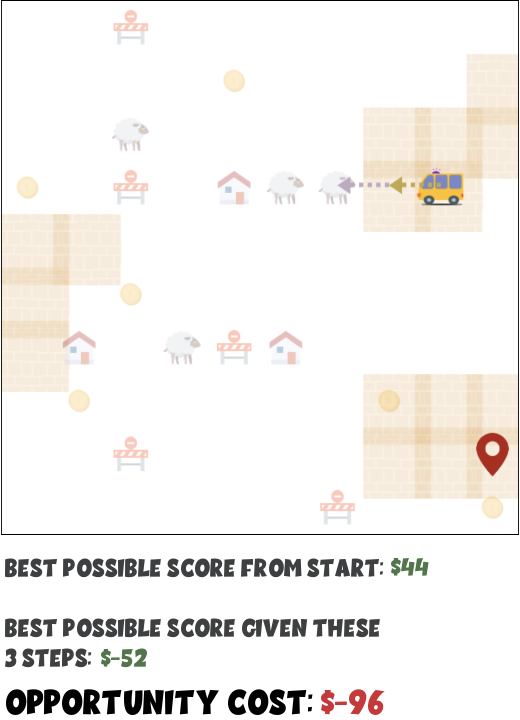 BEST POSSIBLE SCORE FROM START: $44
BEST POSSIBLE SCORE GIVEN THESE
3 STEPS: $-52
OPPORTUNITY COST: $-96